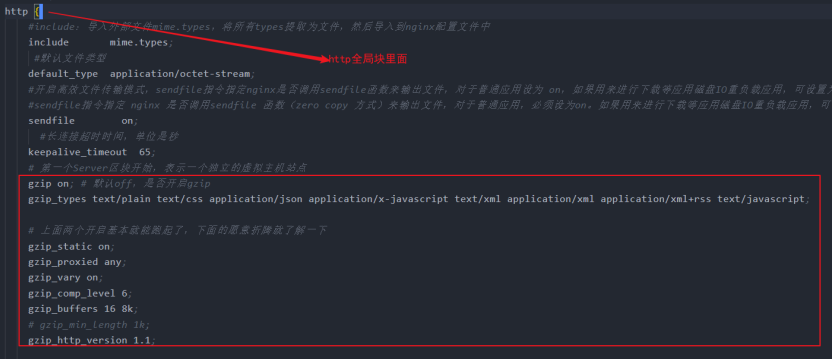 http {
#include：导入外部文件mime.types，将所有types提取为文件，然后导入到nginx配置文件中
include mime.types;
#默认文件类型
http全局块里面
default_type application/octet-stream;
#开启高效文件传输模式，sendfile指令指定nginx是否调用sendfile函数来输出文件，对于普通应用设为 on，如果用来进行下载等应用磁盘IO重负载应用，可设置为
#sendfile指令指定 nginx 是否调用sendfile 函数（zero copy 方式）来输出文件，对于普通应用，必须设为on。如果用来进行下载等应用磁盘IO重负载应用，可
sendfile on;
#长连接超时时间，单位是秒
keepalive_timeout 65;
# 第一个Server区块开始，表示一个独立的虚拟主机站点
gzip on; # 默认off，是否开启gzip
gzip_types text/plain text/css application/json application/x-javascript text/xml application/xml application/xml+rss text/javascript;
# 上面两个开启基本就能跑起了，下面的愿意折腾就了解一下
gzip_static on;
gzip_proxied any;
gzip_vary on;
gzip_comp_level 6;
gzip_buffers 16 8k;
# gzip_min_length 1k;
gzip_http_version 1.1;